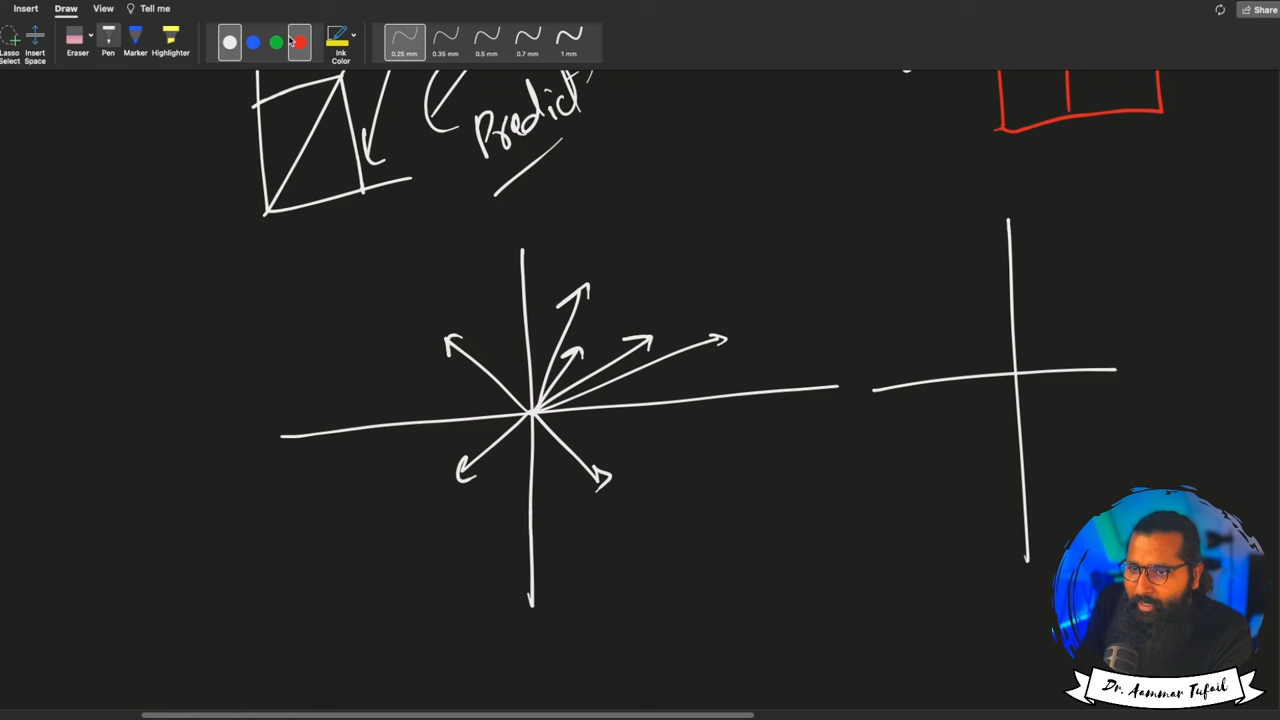 Insert Draw View Tell me
Share
Lasso
Select
Insert
Space
Eraser
Pen
Marker
Highlighter
Ink
Color
0.25 mm
0.35 mm
0.5 mm
0.7 mm
1 mm
Predict
Dr. Aammar Tufail